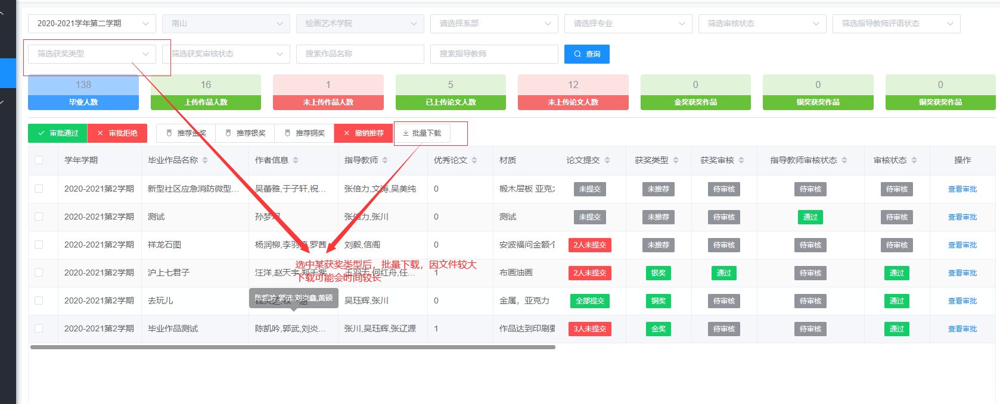 2020-2021学年第二学期 南山 绘画艺术学院 请选择系部 请选择专业 筛选审核状态 筛选指导教师评语状态
筛选获奖类型 筛选获奖审核状态 搜索作品名称 搜索指导教师 查询
138 16 1 5 12 0 0 0
毕业人数 上传作品人数 未上传作品人数 已上传论文人数 未上传论文人数 金奖获奖作品 银奖获奖作品 铜奖获奖作品
审批通过 审批拒绝 推荐金奖 推荐银奖 推荐铜奖 撤销推荐 批量下载
学年学期 毕业作品名称 作者信息 指导教师 优秀论文 材质 论文提交 获奖类型 获奖审核 指导教师审核状态 审核状态 操作
2020-2021第2学期 新型社区应急消防微型... 吴蕾雅,于子轩,祝... 张倍力,文涛,吴美纯 0 椴木层板 亚克力 未提交 未推荐 待审核 待审核 待审核 查看审批
2020-2021第2学期 测试 孙梦 张倍力,张川 0 测试 未提交 未推荐 待审核 通过 待审核 查看审批
2020-2021第2学期 祥龙石图 杨润柳,李羽,罗茜 刘毅,信阁 0 安波福问金额 2人未提交 未推荐 待审核 待审核 待审核 查看审批
选中某获奖类型后，批量下载，因文件较大
下载可能会时间较长
2020-2021第2学期 沪上七君子 汪洋,赵天宇,郑子紫 王羽天,何红舟,任... 1 布画油画 2人未提交 银奖 通过 待审核 通过 查看审批
陈凯吟,郭武,刘炎鑫,黄硕
2020-2021第2学期 去玩儿 吴珏辉,张川 0 金属，亚克力 全部提交 铜奖 待审核 待审核 通过 查看审批
2020-2021第2学期 毕业作品测试 陈凯吟,郭武,刘炎... 张川,吴珏辉,张辽源 1 作品达到印刷要 3人未提交 金奖 待审核 待审核 通过 查看审批